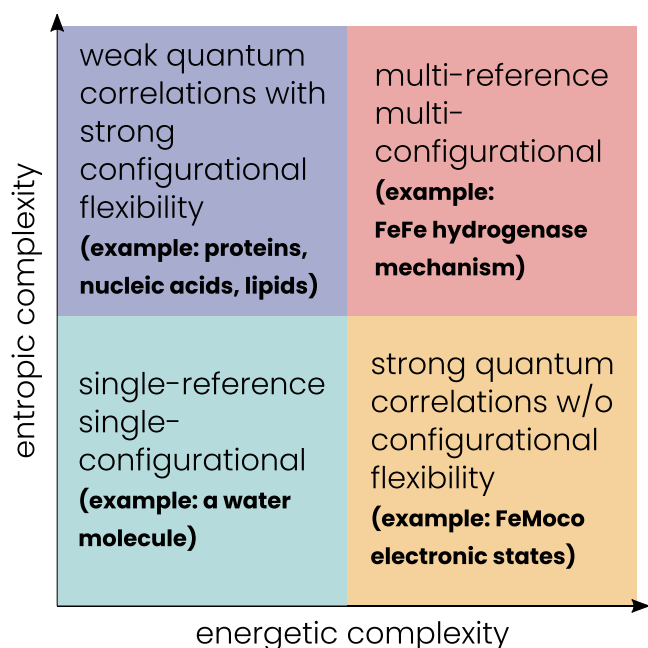 weak quantum
correlations with
strong
configurational
flexibility
(example: proteins,
nucleic acids, lipids)
multi-reference
multi-
configurational
(example:
FeFe hydrogenase
mechanism)
entropic complexity
single-reference
single-
configurational
(example: a water
molecule)
strong quantum
correlations w/o
configurational
flexibility
(example: FeMoco
electronic states)
energetic complexity